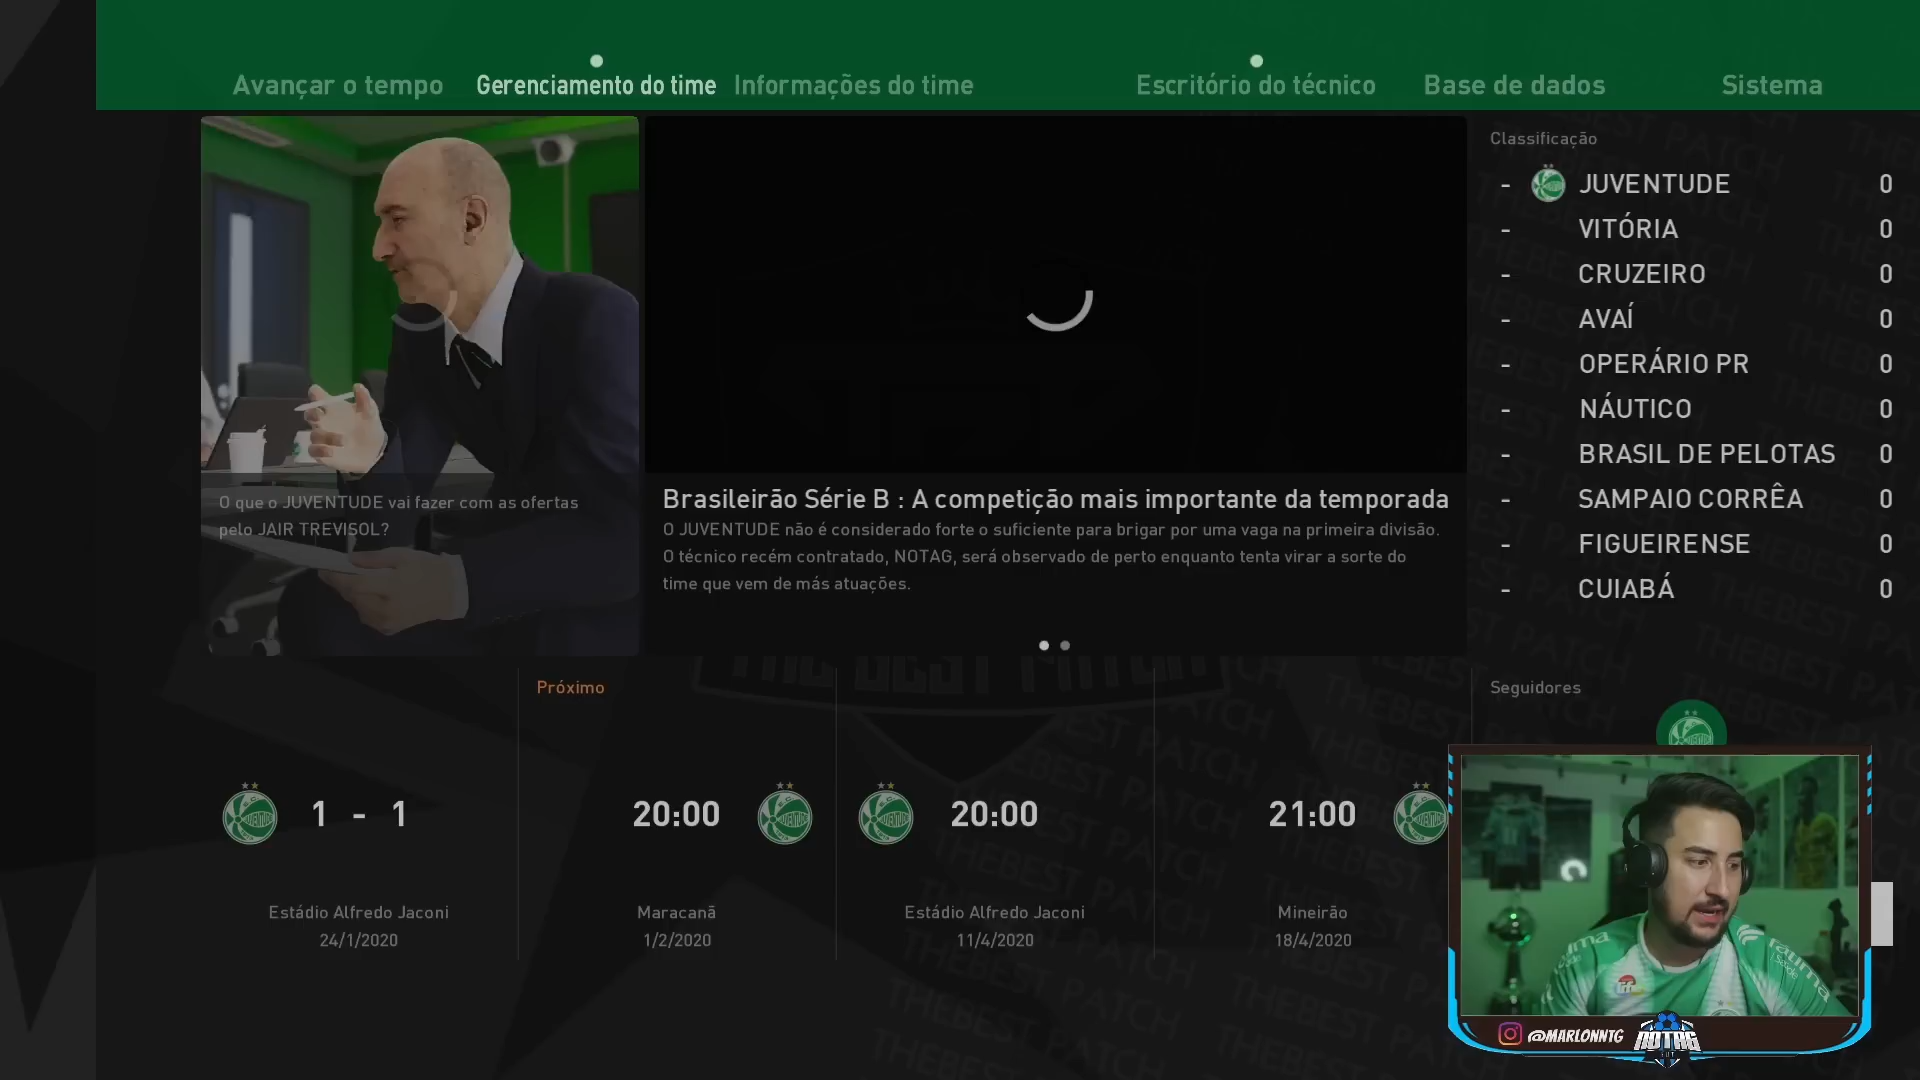 Avançar o tempo
Gerenciamento do time
Informações do time
Escritório do técnico
Base de dados
Sistema
O que o JUVENTUDE vai fazer com as ofertas
pelo JAIR TREVISOL?
Brasileirão Série B : A competição mais importante da temporada
O JUVENTUDE não é considerado forte o suficiente para brigar por uma vaga na primeira divisão.
O técnico recém contratado, NOTAG, será observado de perto enquanto tenta virar a sorte do
time que vem de más atuações.
Classificação
- JUVENTUDE 0
- VITÓRIA 0
- CRUZEIRO 0
- AVAÍ 0
- OPERÁRIO PR 0
- NÁUTICO 0
- BRASIL DE PELOTAS 0
- SAMPAIO CORRÊA 0
- FIGUEIRENSE 0
- CUIABÁ 0
THE BEST PATCH
Próximo
Seguidores
1 - 1
20:00
20:00
21:00
Estádio Alfredo Jaconi
24/1/2020
Maracanã
1/2/2020
Estádio Alfredo Jaconi
11/4/2020
Mineirão
18/4/2020
@MARLONNTG
NOTAG